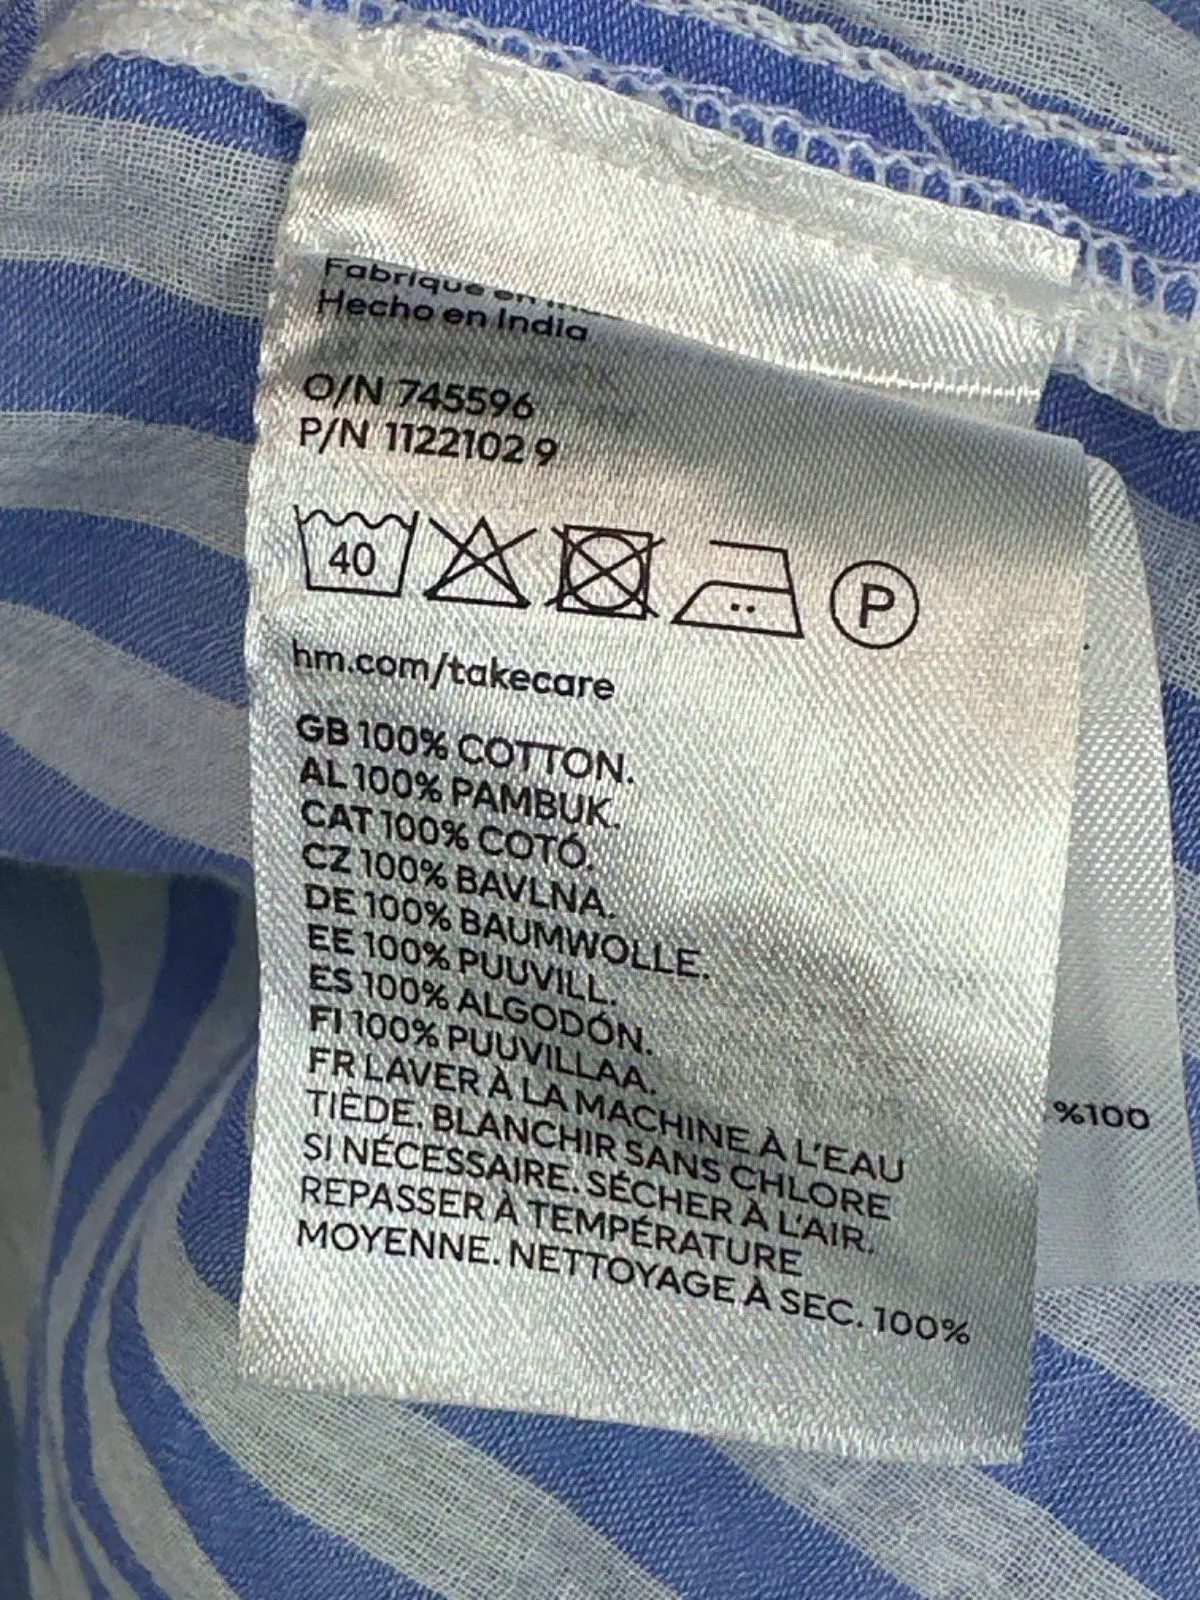 Fabriqué en
Hecho en India
O/N 745596
P/N 1122102 9
40
P
hm.com/takecare
GB 100% COTTON.
AL 100% PAMBUK.
CAT 100% COTÓ.
CZ 100% BAVLNA.
DE 100% BAUMWOLLE.
EE 100% PUUVILL.
ES 100% ALGODÓN.
FI 100% PUUVILLAA.
FR LAVER À LA MACHINE À L'EAU
TIÈDE. BLANCHIR SANS CHLORE
SI NÉCESSAIRE. SÉCHER À L'AIR.
REPASSER À TEMPÉRATURE
MOYENNE. NETTOYAGE À SEC. 100%
%100